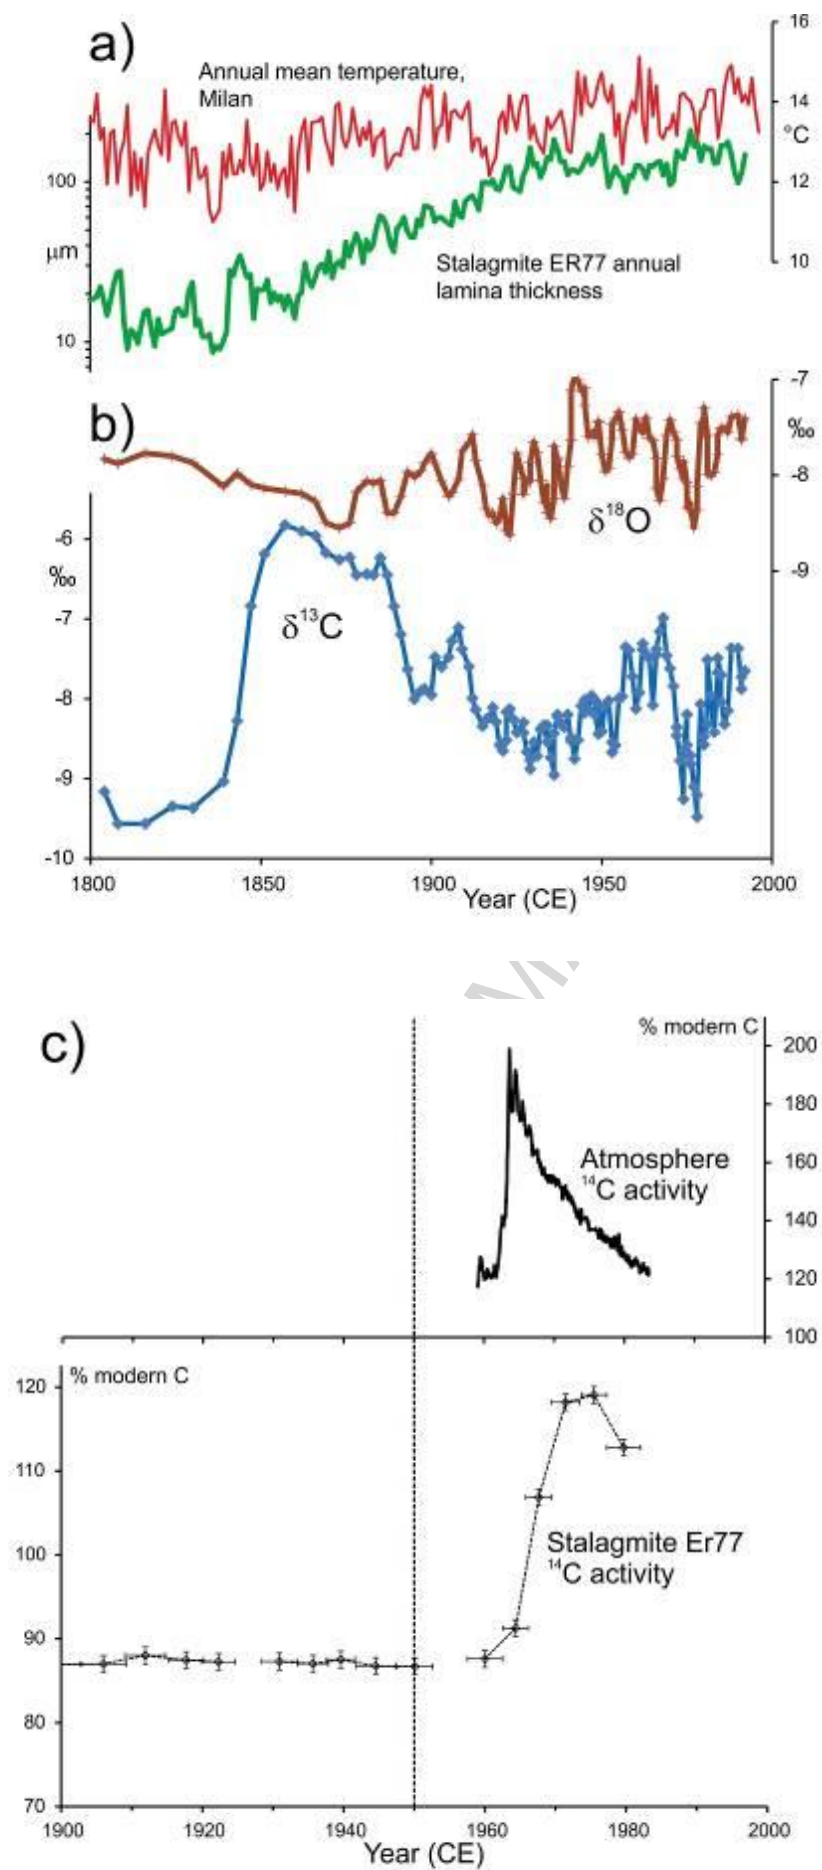 a)
Annual mean temperature,
Milan
16
14
°C
12
10
100
μm
10
Stalagmite ER77 annual
lamina thickness
b)
-7
‰
-8
-9
δ18O
-6
‰
-7
-8
-9
-10
δ13C
1800 1850 1900 1950 2000
Year (CE)
c)
% modern C
200
180
160
140
120
100
Atmosphere
14C activity
% modern C
120
110
100
90
80
70
Stalagmite Er77
14C activity
1900 1920 1940 1960 1980 2000
Year (CE)